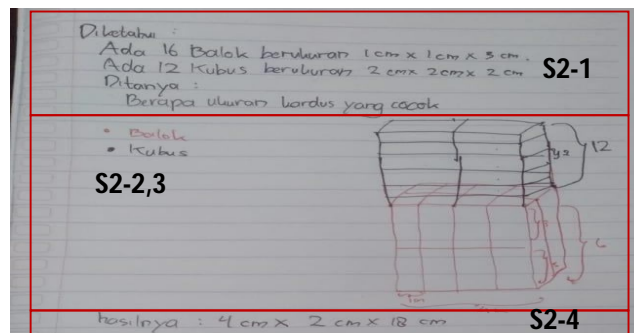 Diketahui :
Ada 16 Balok berukuran 1cm x 1cm x 3 cm.
Ada 12 Kubus berukuran 2 cm x 2cm x 2 cm
S2-1
Ditanya :
Berapa ukuran kardus yang cocok
• Balok
• Kubus
S2-2,3
12
6
hasilnya : 4 cm x 2 cm x 18 cm
S2-4